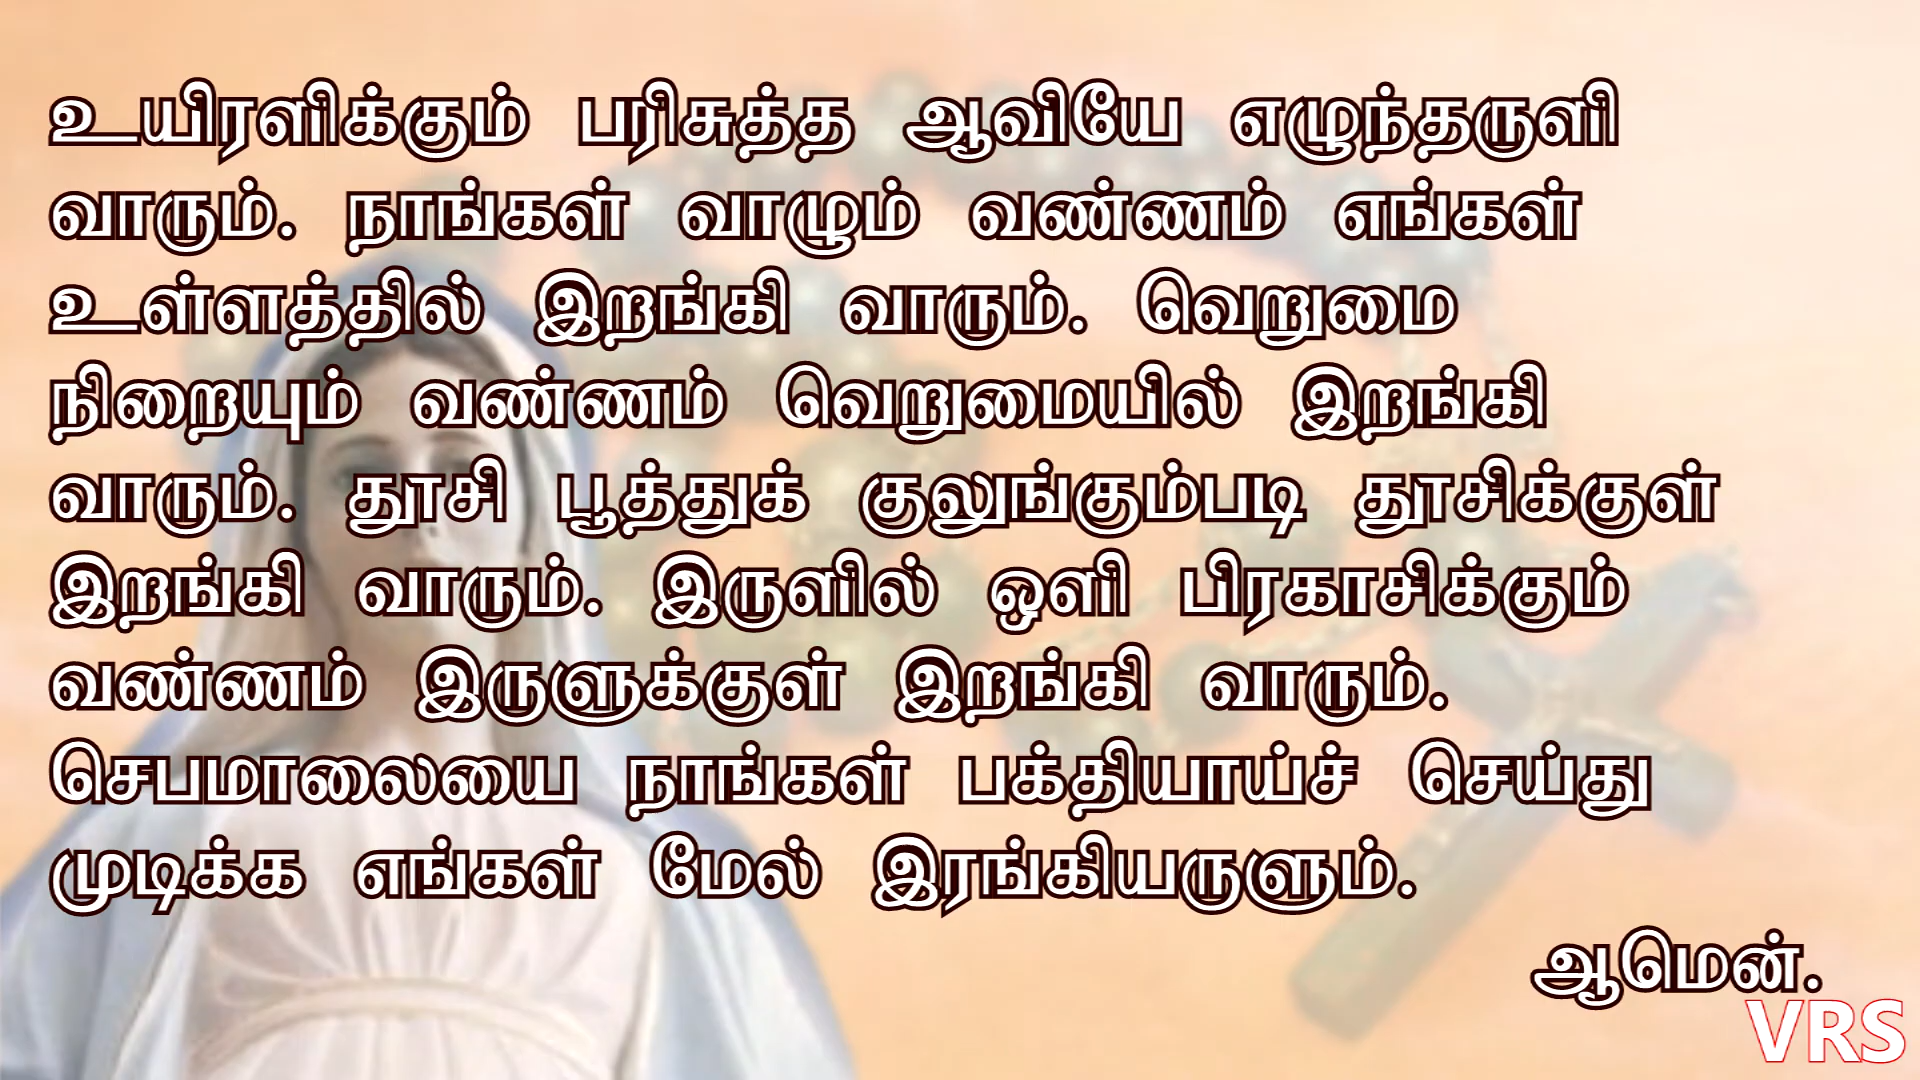 உயிரளிக்கும் பரிசுத்த ஆவியே எழுந்தருளி
வாரும். நாங்கள் வாழும் வண்ணம் எங்கள்
உள்ளத்தில் இறங்கி வாரும். வெறுமை
நிறையும் வண்ணம் வெறுமையில் இறங்கி
வாரும். தூசி பூத்துக் குலுங்கும்படி தூசிக்குள்
இறங்கி வாரும். இருளில் ஒளி பிரகாசிக்கும்
வண்ணம் இருளுக்குள் இறங்கி வாரும்.
செபமாலையை நாங்கள் பக்தியாய்ச் செய்து
முடிக்க எங்கள் மேல் இரங்கியருளும்.
ஆமென்.
VRS